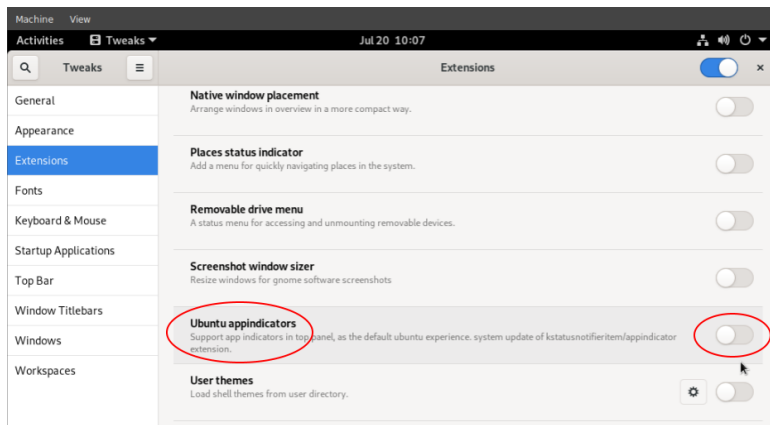 Machine View
Activities Tweaks Jul 20 10:07
Tweaks Extensions
General
Appearance
Extensions
Fonts
Keyboard & Mouse
Startup Applications
Top Bar
Window Titlebars
Windows
Workspaces
Native window placement
Arrange windows in overview in a more compact way.
Places status indicator
Add a menu for quickly navigating places in the system.
Removable drive menu
A status menu for accessing and unmounting removable devices.
Screenshot window sizer
Resize windows for gnome software screenshots
Ubuntu appindicators
Support app indicators in top panel, as the default ubuntu experience. system update of kstatusnotifieritem/appindicator
extension.
User themes
Load shell themes from user directory.